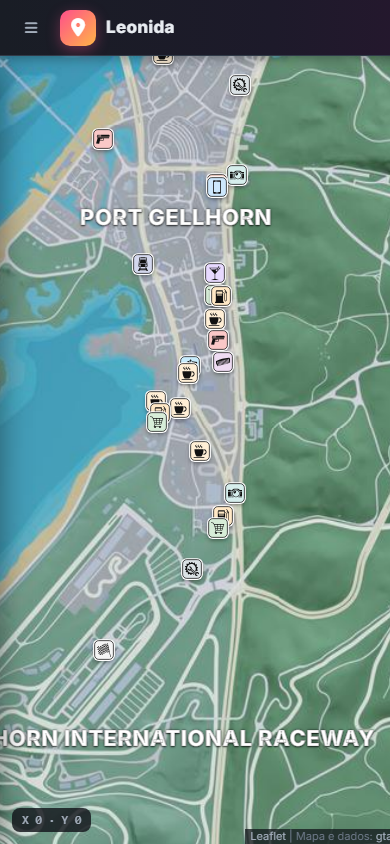 Leonida
PORT GELLHORN
HORN INTERNATIONAL RACEWAY
X 0 · Y 0
Leaflet | Mapa e dados: gta